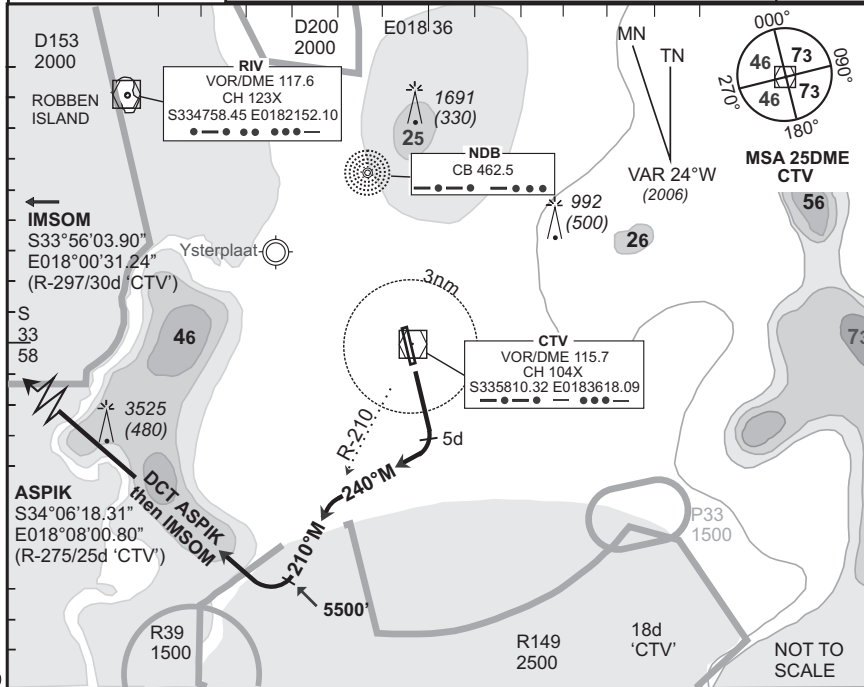 D153
2000
D200
2000
E018 36
MN
TN
000°
090°
180°
270°
46
73
46
73
RIV
VOR/DME 117.6
CH 123X
S334758.45 E0182152.10
ROBBEN
ISLAND
1691
(330)
25
NDB
CB 462.5
VAR 24°W
(2006)
MSA 25DME
CTV
56
992
(500)
26
IMSOM
S33°56’03.90”
E018°00’31.24”
(R-297/30d ‘CTV’)
Ysterplaat
3nm
S
33
58
46
73
CTV
VOR/DME 115.7
CH 104X
S335810.32 E0183618.09
3525
(480)
R-210
5d
240°M
DCT ASPIK
then IMSOM
ASPIK
S34°06’18.31”
E018°08’00.80”
(R-275/25d ‘CTV’)
210°M
P33
1500
5500’
R39
1500
R149
2500
18d
‘CTV’
NOT TO
SCALE